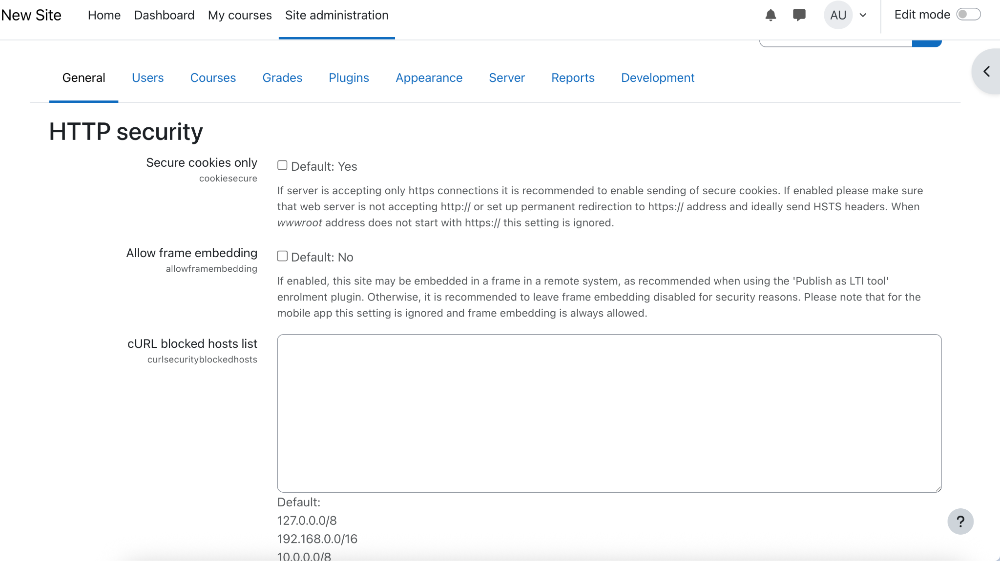 New Site Home Dashboard My courses Site administration AU Edit mode
General Users Courses Grades Plugins Appearance Server Reports Development
HTTP security
Secure cookies only
cookiesecure
Default: Yes
If server is accepting only https connections it is recommended to enable sending of secure cookies. If enabled please make sure
that web server is not accepting http:// or set up permanent redirection to https:// address and ideally send HSTS headers. When
wwwroot address does not start with https:// this setting is ignored.
Allow frame embedding
allowframembedding
Default: No
If enabled, this site may be embedded in a frame in a remote system, as recommended when using the 'Publish as LTI tool'
enrolment plugin. Otherwise, it is recommended to leave frame embedding disabled for security reasons. Please note that for the
mobile app this setting is ignored and frame embedding is always allowed.
cURL blocked hosts list
curlsecurityblockedhosts
Default:
127.0.0.0/8
192.168.0.0/16
10.0.0.0/8
?